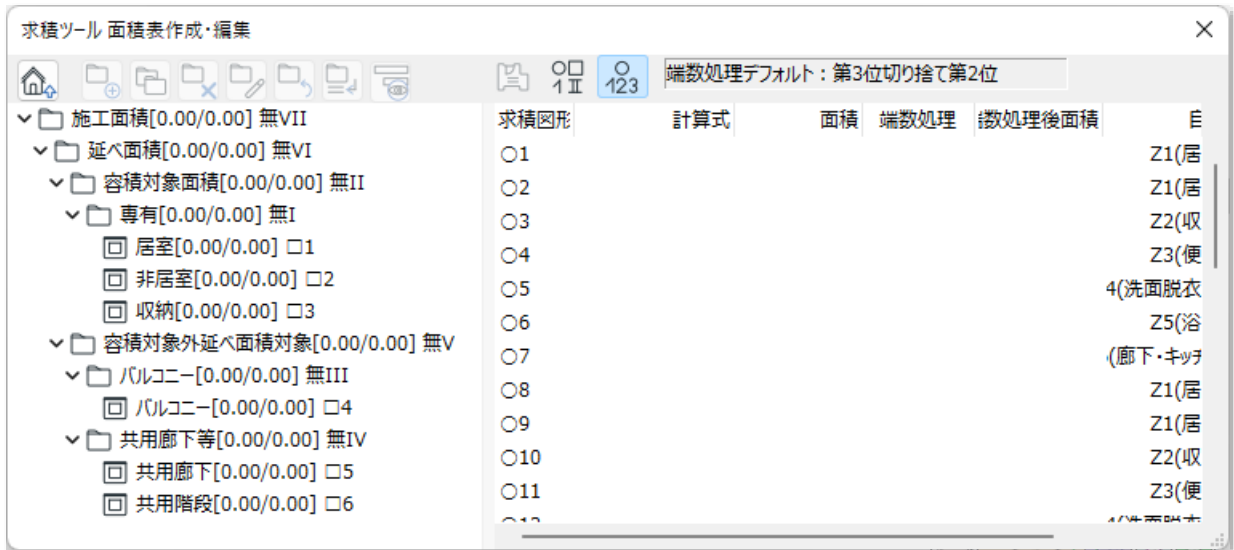 求積ツール 面積表作成・編集
1 II
123
端数処理デフォルト：第3位切り捨て第2位
施工面積[0.00/0.00] 無VII
延べ面積[0.00/0.00] 無VI
容積対象面積[0.00/0.00] 無II
専有[0.00/0.00] 無I
居室[0.00/0.00] □1
非居室[0.00/0.00] □2
収納[0.00/0.00] □3
容積対象外延べ面積対象[0.00/0.00] 無V
バルコニー[0.00/0.00] 無III
バルコニー[0.00/0.00] □4
共用廊下等[0.00/0.00] 無IV
共用廊下[0.00/0.00] □5
共用階段[0.00/0.00] □6
求積図形 計算式 面積 端数処理 数処理後面積
○1 Z1(居
○2 Z1(居
○3 Z2(収
○4 Z3(便
○5 4(洗面脱衣
○6 Z5(浴
○7 (廊下・キッチ
○8 Z1(居
○9 Z1(居
○10 Z2(収
○11 Z3(便